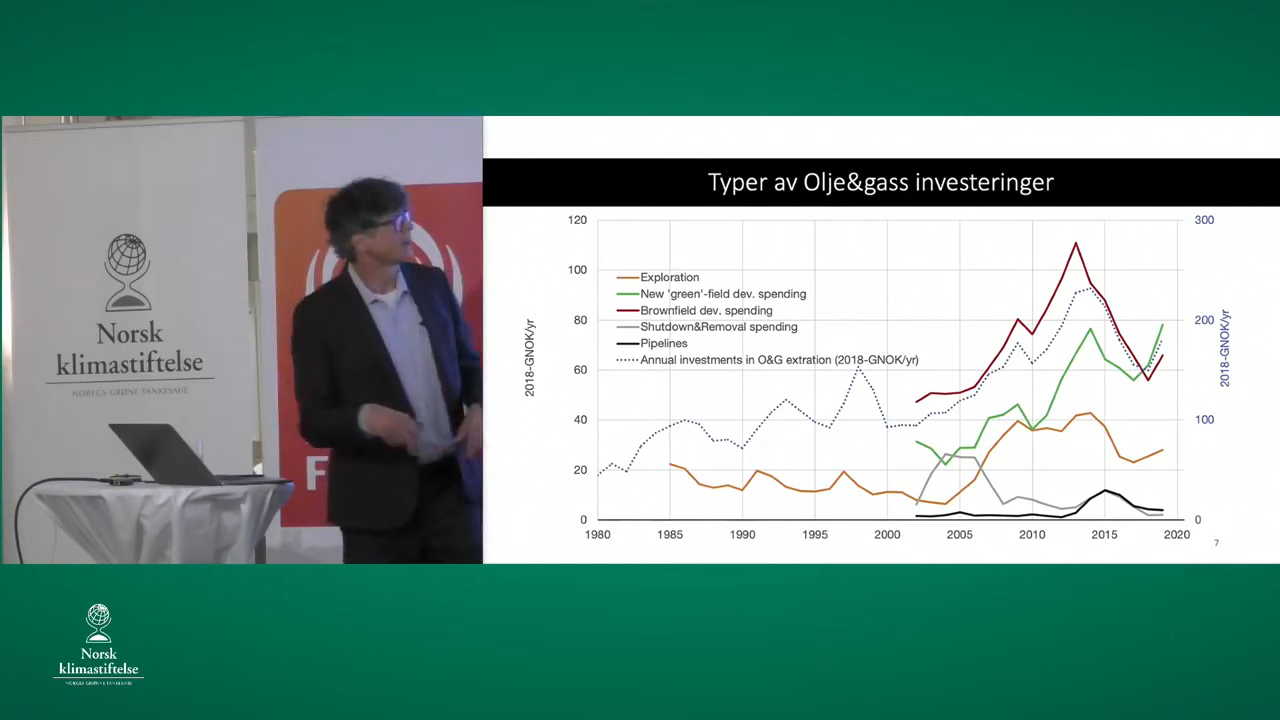 Norsk
klimastiftelse
NOREGS GRØNE TANKESMIE
F
Typer av Olje&gass investeringer
120
100
80
60
40
20
0
2018-GNOK/yr
Exploration
New 'green'-field dev. spending
Brownfield dev. spending
Shutdown&Removal spending
Pipelines
Annual investments in O&G extration (2018-GNOK/yr)
300
200
100
0
2018-GNOK/yr
1980 1985 1990 1995 2000 2005 2010 2015 2020
7
Norsk
klimastiftelse
NORGES GRØNNE TANKESMIE